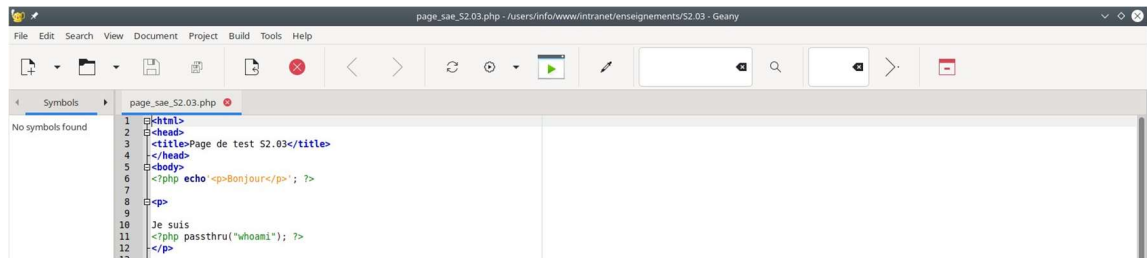 page_sae_S2.03.php - /users/info/www/intranet/enseignements/S2.03 - Geany
File Edit Search View Document Project Build Tools Help
Symbols page_sae_S2.03.php
No symbols found
1 <html>
2 <head>
3 <title>Page de test S2.03</title>
4 </head>
5 <body>
6 <?php echo'<p>Bonjour</p>'; ?>
7
8 <p>
9
10 Je suis
11 <?php passthru("whoami"); ?>
12 </p>